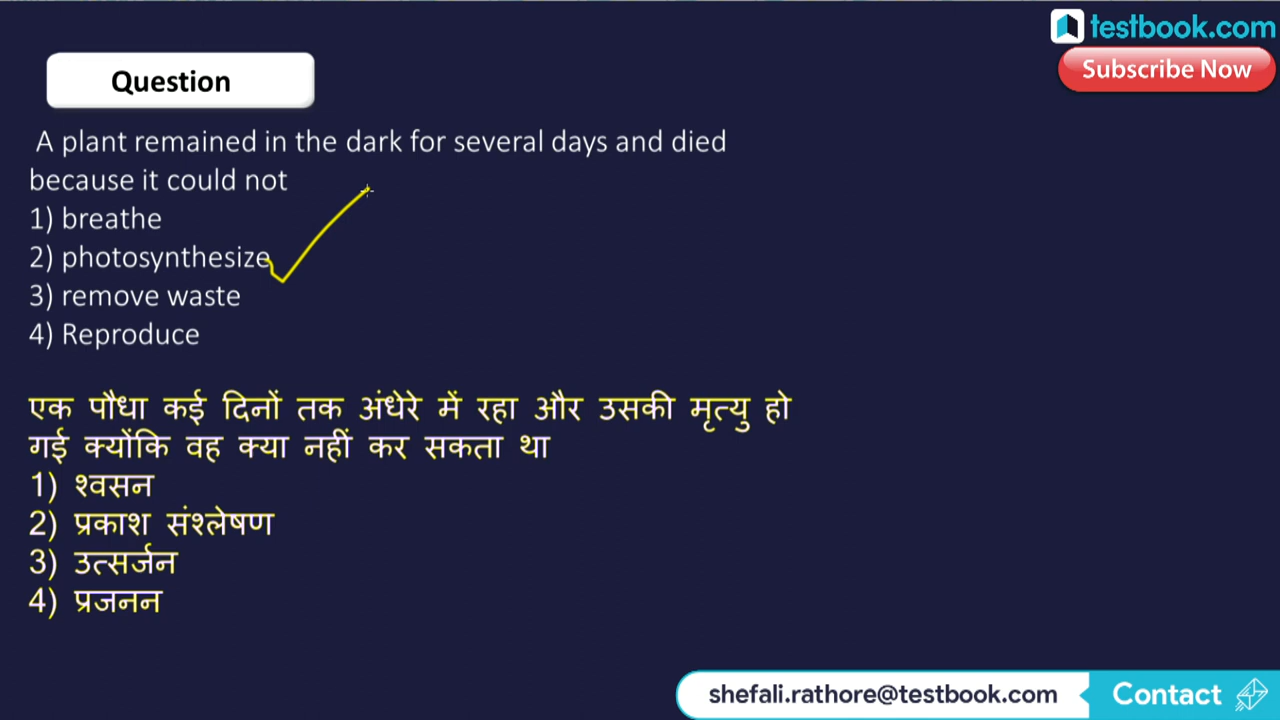 testbook.com
Subscribe Now
Question
A plant remained in the dark for several days and died
because it could not
1) breathe
2) photosynthesize
3) remove waste
4) Reproduce
एक पौधा कई दिनों तक अंधेरे में रहा और उसकी मृत्यु हो
गई क्योंकि वह क्या नहीं कर सकता था
1) श्वसन
2) प्रकाश संश्लेषण
3) उत्सर्जन
4) प्रजनन
shefali.rathore@testbook.com Contact